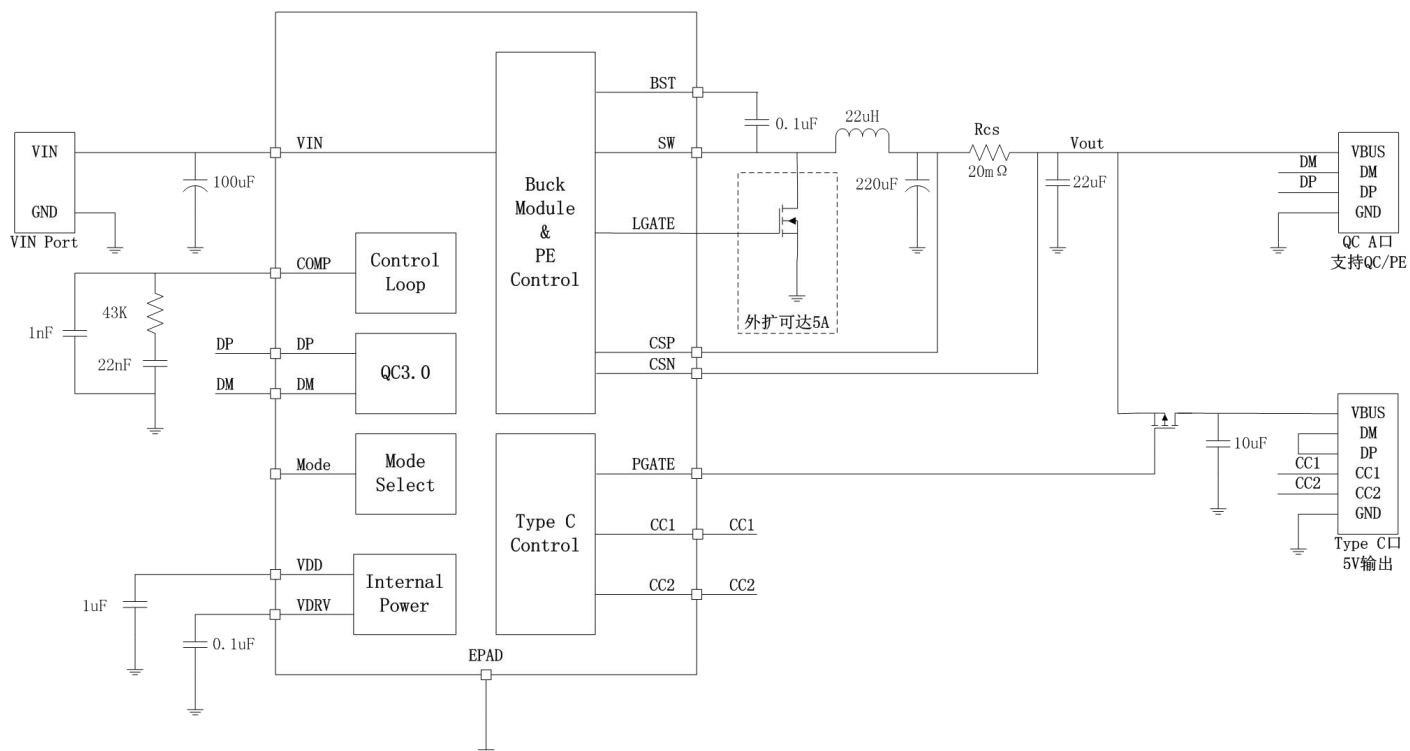 BST
0.1uF
22uH
SW
Rcs
20mΩ
Vout
VIN
GND
VIN Port
100uF
VIN
Buck
Module
&
PE
Control
220uF
22uF
VBUS
DM
DP
GND
DM
DP
QC A口
支持QC/PE
LGATE
外扩可达5A
COMP
Control
Loop
43K
1nF
22nF
DP
DP
DM
DM
QC3.0
CSP
CSN
Mode
Mode
Select
PGATE
Type C
Control
CC1
CC1
CC2
CC2
10uF
VBUS
DM
DP
CC1
CC2
GND
CC1
CC2
Type C口
5V输出
VDD
VDRV
Internal
Power
1uF
0.1uF
EPAD